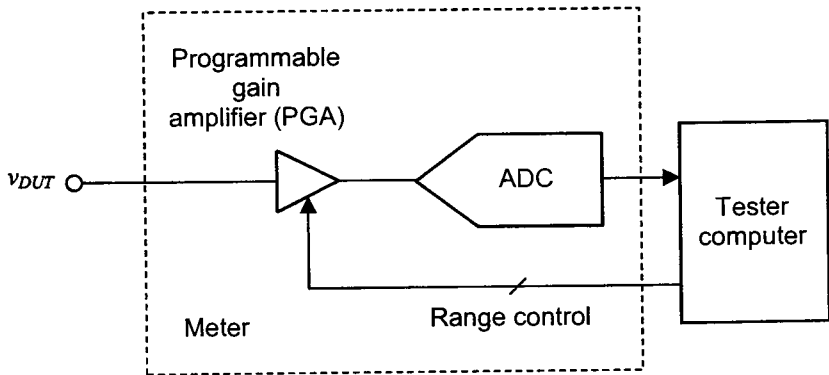 Programmable
gain
amplifier (PGA)
v_DUT
ADC
Tester
computer
Range control
Meter